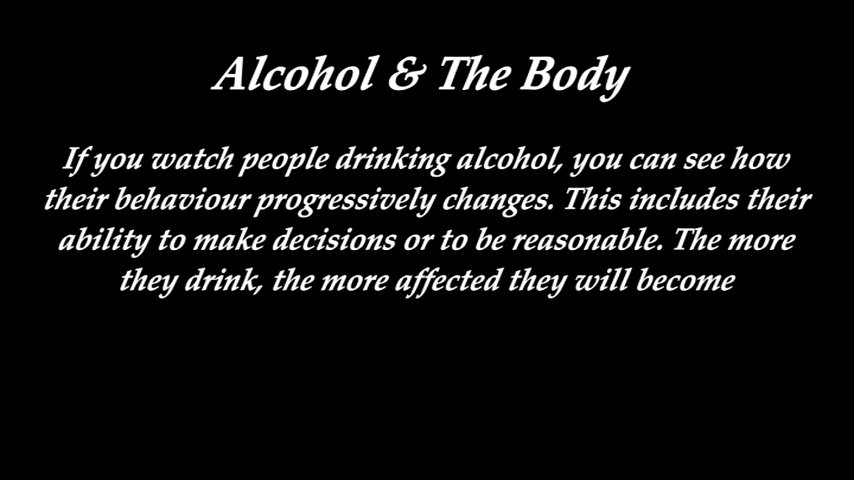 Alcohol & The Body
If you watch people drinking alcohol, you can see how
their behaviour progressively changes. This includes their
ability to make decisions or to be reasonable. The more
they drink, the more affected they will become